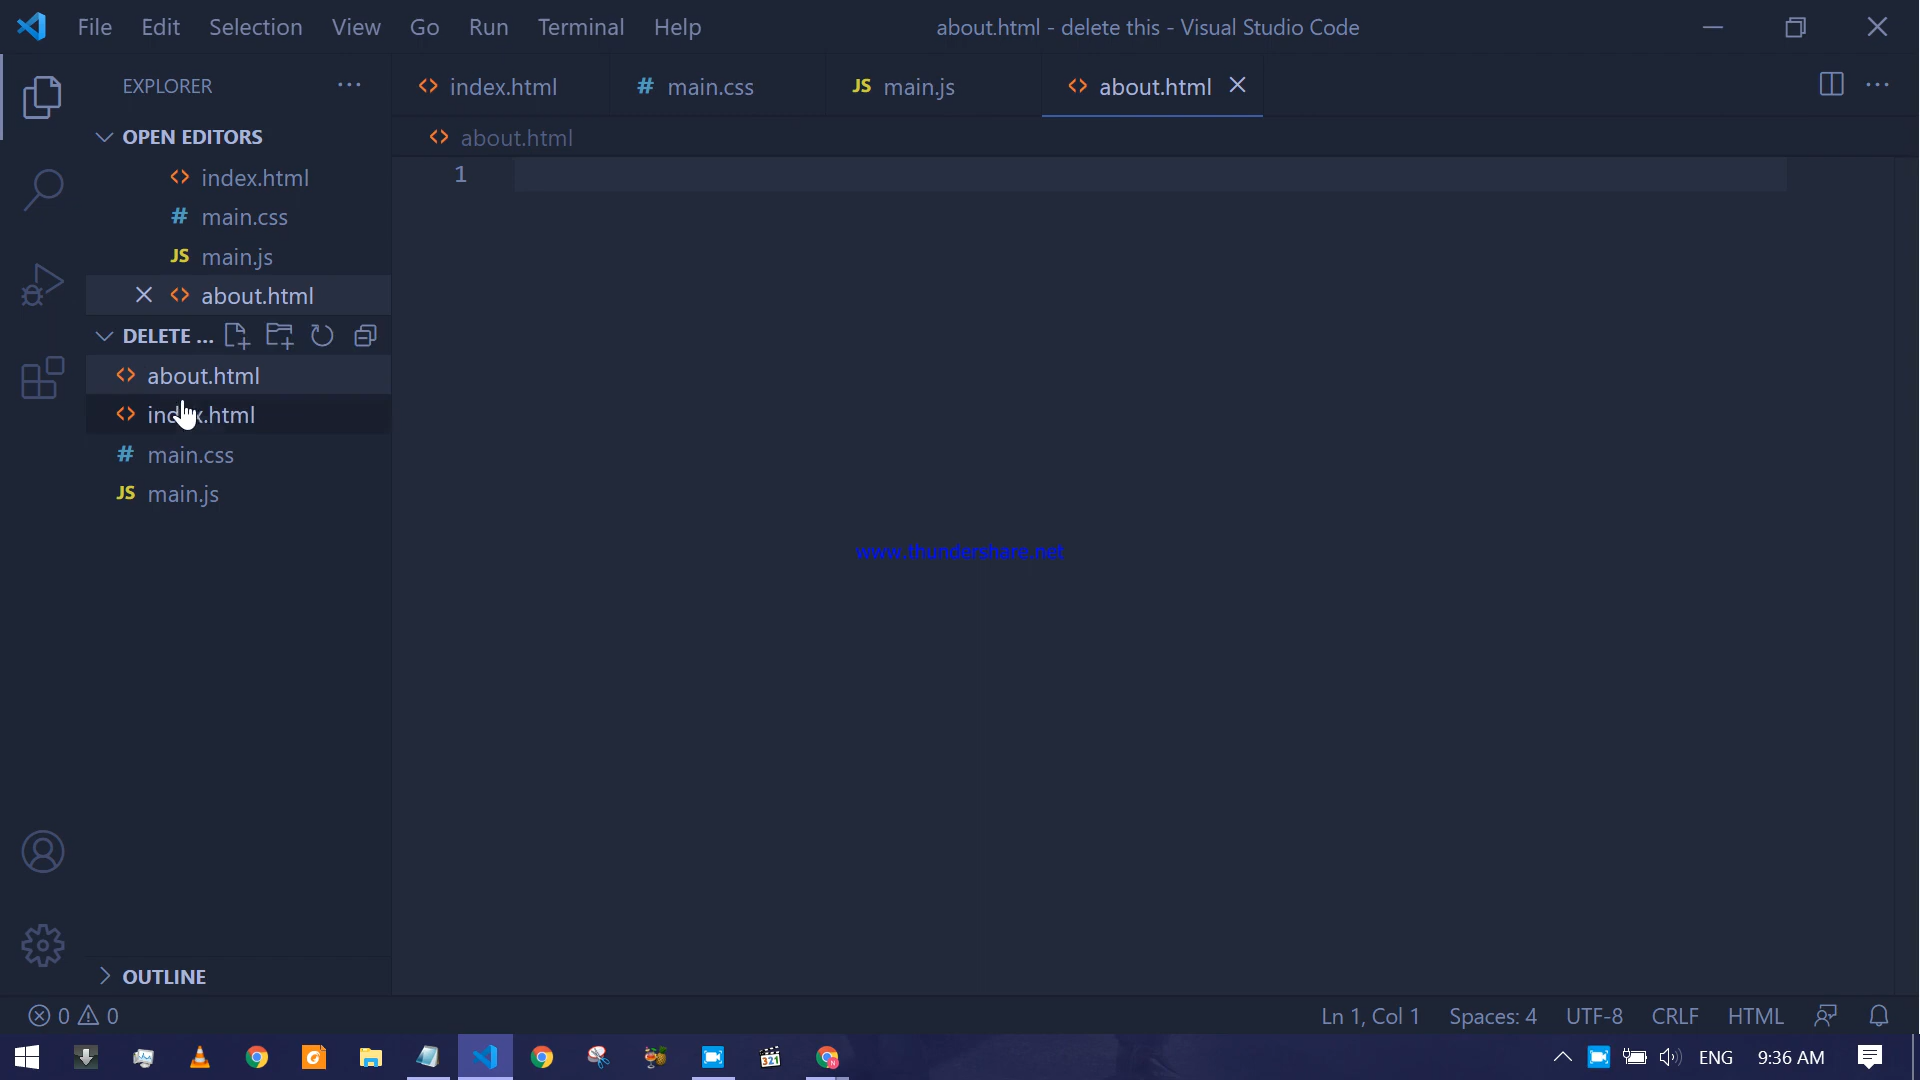 File Edit Selection View Go Run Terminal Help about.html - delete this - Visual Studio Code
EXPLORER
index.html
# main.css
JS main.js
about.html
OPEN EDITORS
about.html
index.html
# main.css
JS main.js
about.html
1
DELETE ...
about.html
index.html
# main.css
JS main.js
www.thundershare.net
OUTLINE
0 0
Ln 1, Col 1 Spaces: 4 UTF-8 CRLF HTML
321
N
ENG 9:36 AM